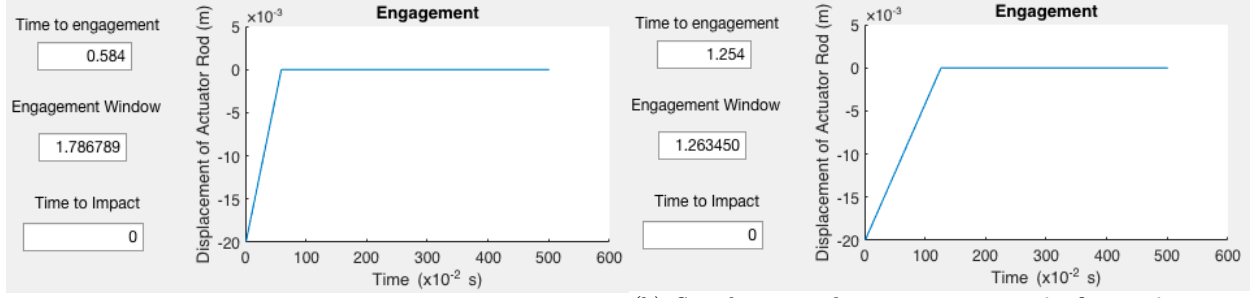 Time to engagement
0.584
Engagement Window
1.786789
Time to Impact
0
Engagement
×10⁻³
Displacement of Actuator Rod (m)
5
0
-5
-10
-15
-20
0 100 200 300 400 500 600
Time (x10⁻² s)
Time to engagement
1.254
Engagement Window
1.263450
Time to Impact
0
Engagement
×10⁻³
Displacement of Actuator Rod (m)
5
0
-5
-10
-15
-20
0 100 200 300 400 500 600
Time (x10⁻² s)